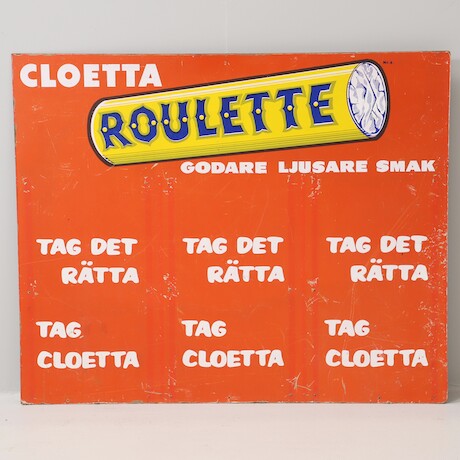 CLOETTA
ROULETTE
GODARE LJUSARE SMAK
TAG DET TAG DET TAG DET
RÄTTA RÄTTA RÄTTA
TAG TAG TAG
CLOETTA CLOETTA CLOETTA